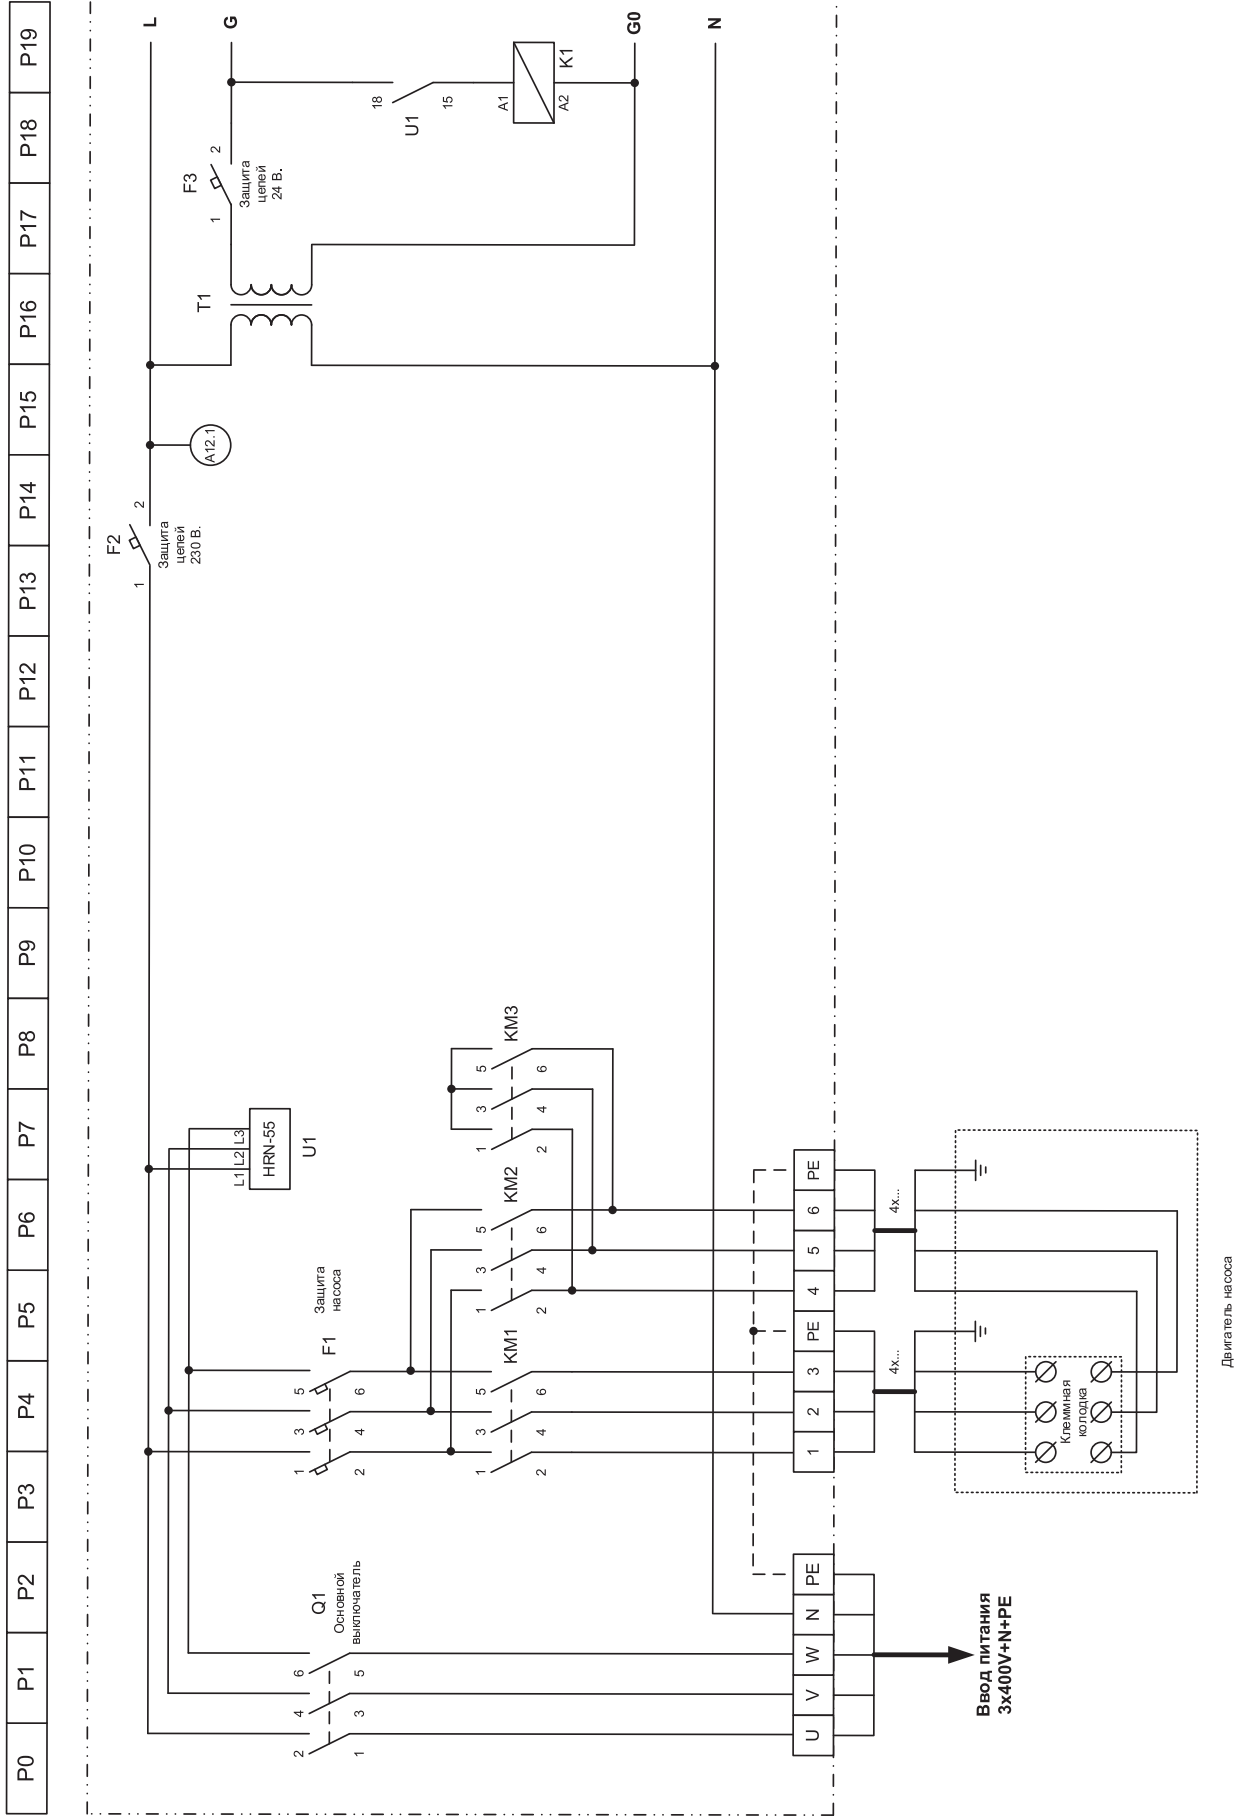 P0
P1
P2
P3
P4
P5
P6
P7
P8
P9
P10
P11
P12
P13
P14
P15
P16
P17
P18
P19
L
G
G0
N
F2
1
2
Защита
цепей
230 В.
A12.1
T1
F3
1
2
Защита
цепей
24 В.
18
15
U1
A1
A2
K1
L1
L2
L3
HRN-55
U1
Q1
Основной
выключатель
2
4
6
1
3
5
F1
Защита
насоса
1
3
5
2
4
6
KM1
1
3
5
2
4
6
KM2
1
3
5
2
4
6
KM3
1
3
5
2
4
6
U
V
W
N
PE
1
2
3
PE
4
5
6
PE
Ввод питания
3x400V+N+PE
4x...
4x...
Клеммная
колодка
Двигатель насоса